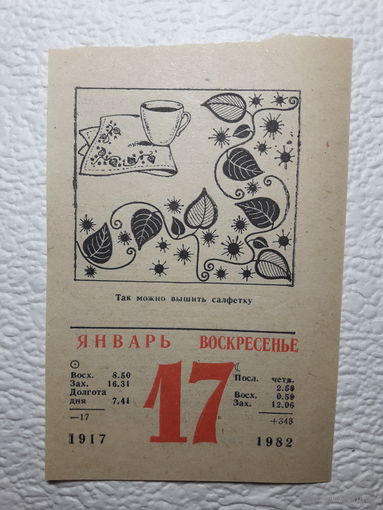 Так можно вышить салфетку
ЯНВАРЬ ВОСКРЕСЕНЬЕ
Восх. 8.50
Зах. 16.31
Долгота
дня 7.41
—17
1917
17
Посл. четв.
2.58
Восх. 0.59
Зах. 12.06
+348
1982